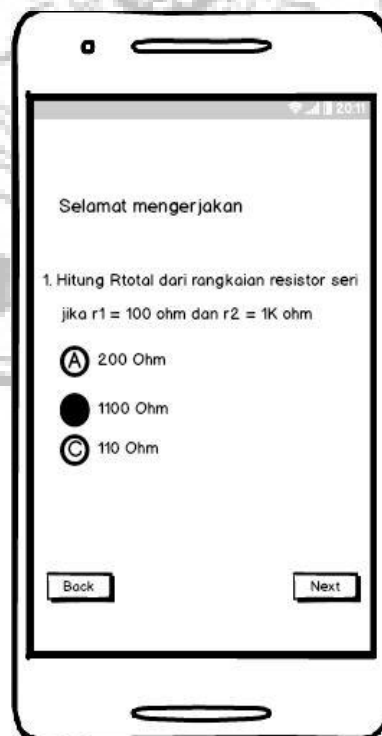 20:11
Selamat mengerjakan
1. Hitung Rtotal dari rangkaian resistor seri
jika r1 = 100 ohm dan r2 = 1K ohm
A 200 Ohm
1100 Ohm
C 110 Ohm
Back Next